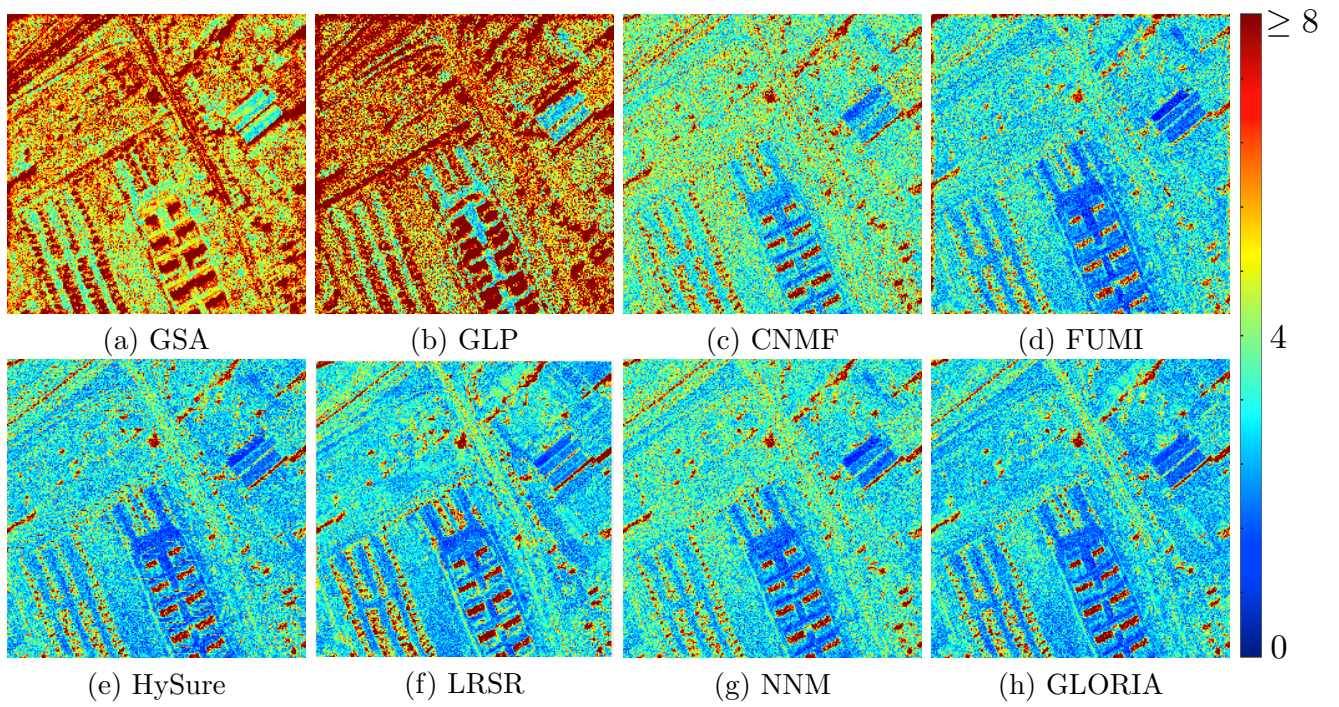 ≥ 8
(a) GSA
(b) GLP
(c) CNMF
(d) FUMI
4
(e) HySure
(f) LRSR
(g) NNM
(h) GLORIA
0